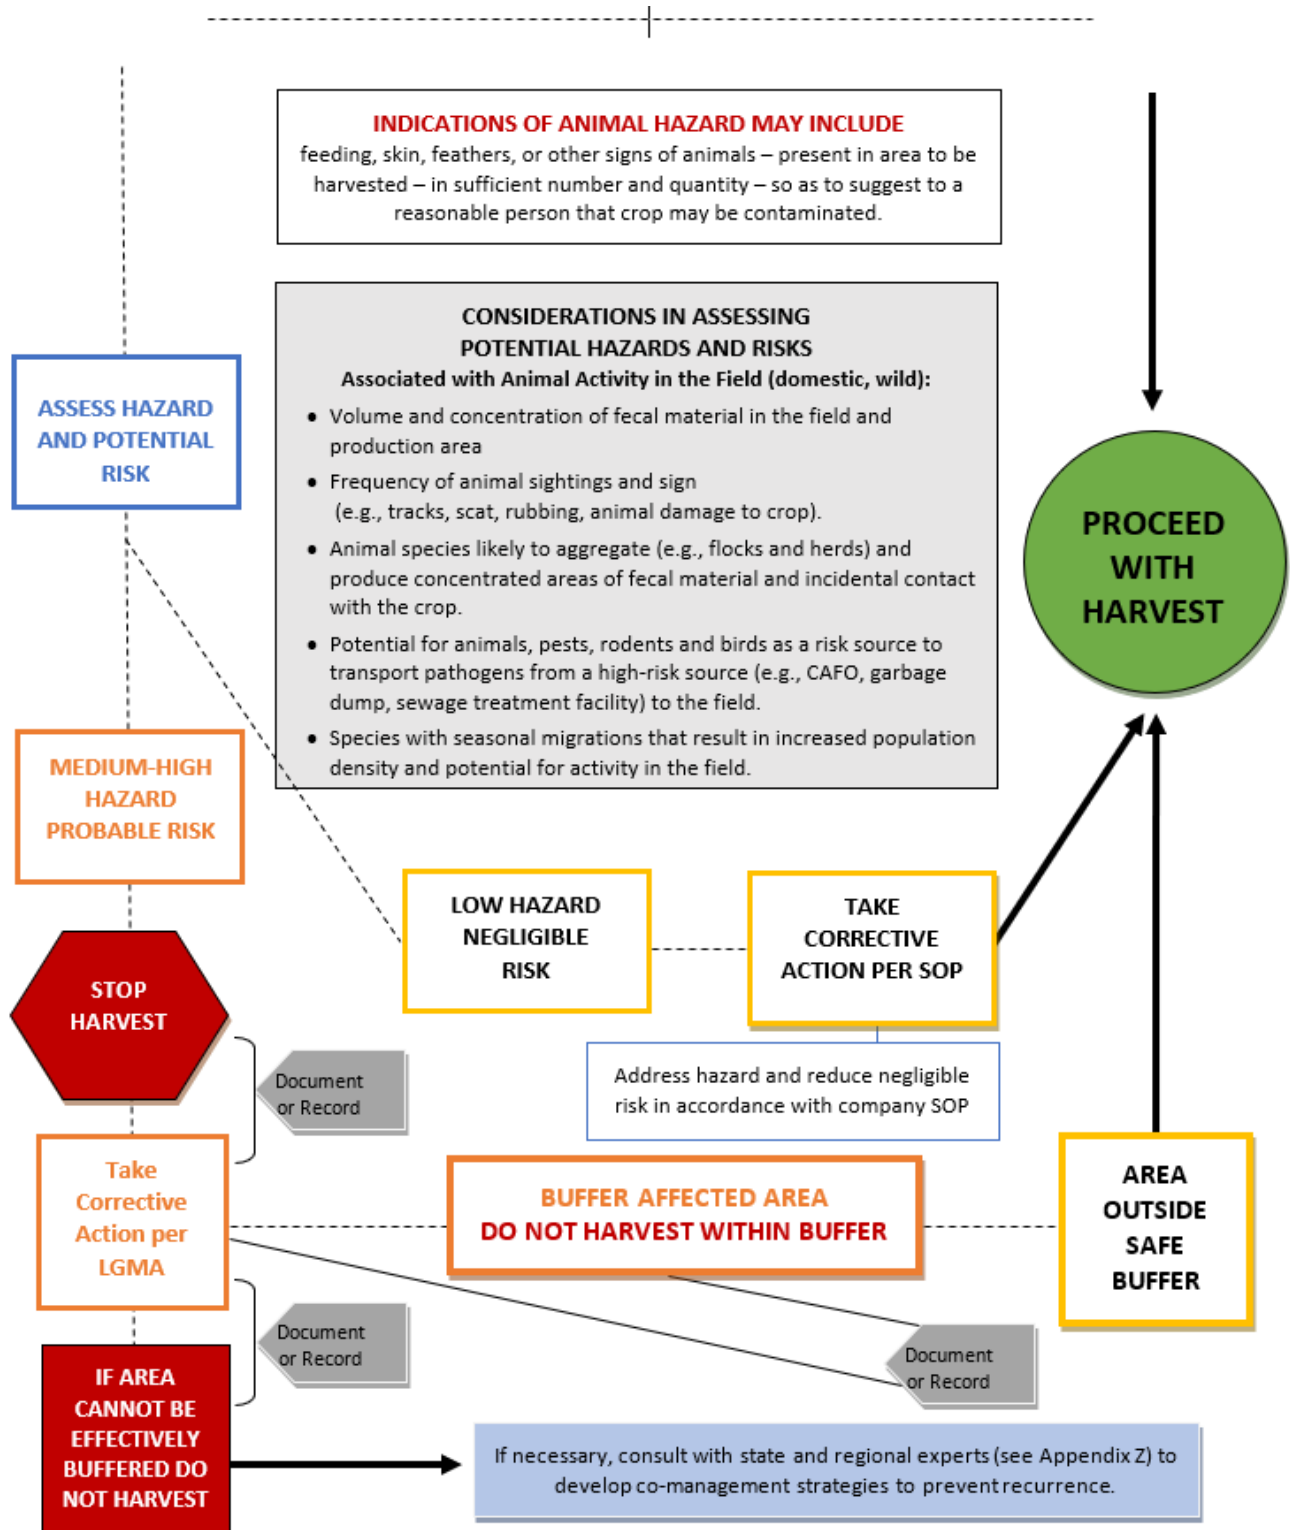 INDICATIONS OF ANIMAL HAZARD MAY INCLUDE
feeding, skin, feathers, or other signs of animals – present in area to be
harvested – in sufficient number and quantity – so as to suggest to a
reasonable person that crop may be contaminated.
CONSIDERATIONS IN ASSESSING
POTENTIAL HAZARDS AND RISKS
Associated with Animal Activity in the Field (domestic, wild):
• Volume and concentration of fecal material in the field and
production area
• Frequency of animal sightings and sign
(e.g., tracks, scat, rubbing, animal damage to crop).
• Animal species likely to aggregate (e.g., flocks and herds) and
produce concentrated areas of fecal material and incidental contact
with the crop.
• Potential for animals, pests, rodents and birds as a risk source to
transport pathogens from a high-risk source (e.g., CAFO, garbage
dump, sewage treatment facility) to the field.
• Species with seasonal migrations that result in increased population
density and potential for activity in the field.
ASSESS HAZARD
AND POTENTIAL
RISK
PROCEED
WITH
HARVEST
MEDIUM-HIGH
HAZARD
PROBABLE RISK
LOW HAZARD
NEGLIGIBLE
RISK
TAKE
CORRECTIVE
ACTION PER SOP
STOP
HARVEST
Document
or Record
Address hazard and reduce negligible
risk in accordance with company SOP
Take
Corrective
Action per
LGMA
BUFFER AFFECTED AREA
DO NOT HARVEST WITHIN BUFFER
AREA
OUTSIDE
SAFE
BUFFER
Document
or Record
Document
or Record
IF AREA
CANNOT BE
EFFECTIVELY
BUFFERED DO
NOT HARVEST
If necessary, consult with state and regional experts (see Appendix Z) to
develop co-management strategies to prevent recurrence.